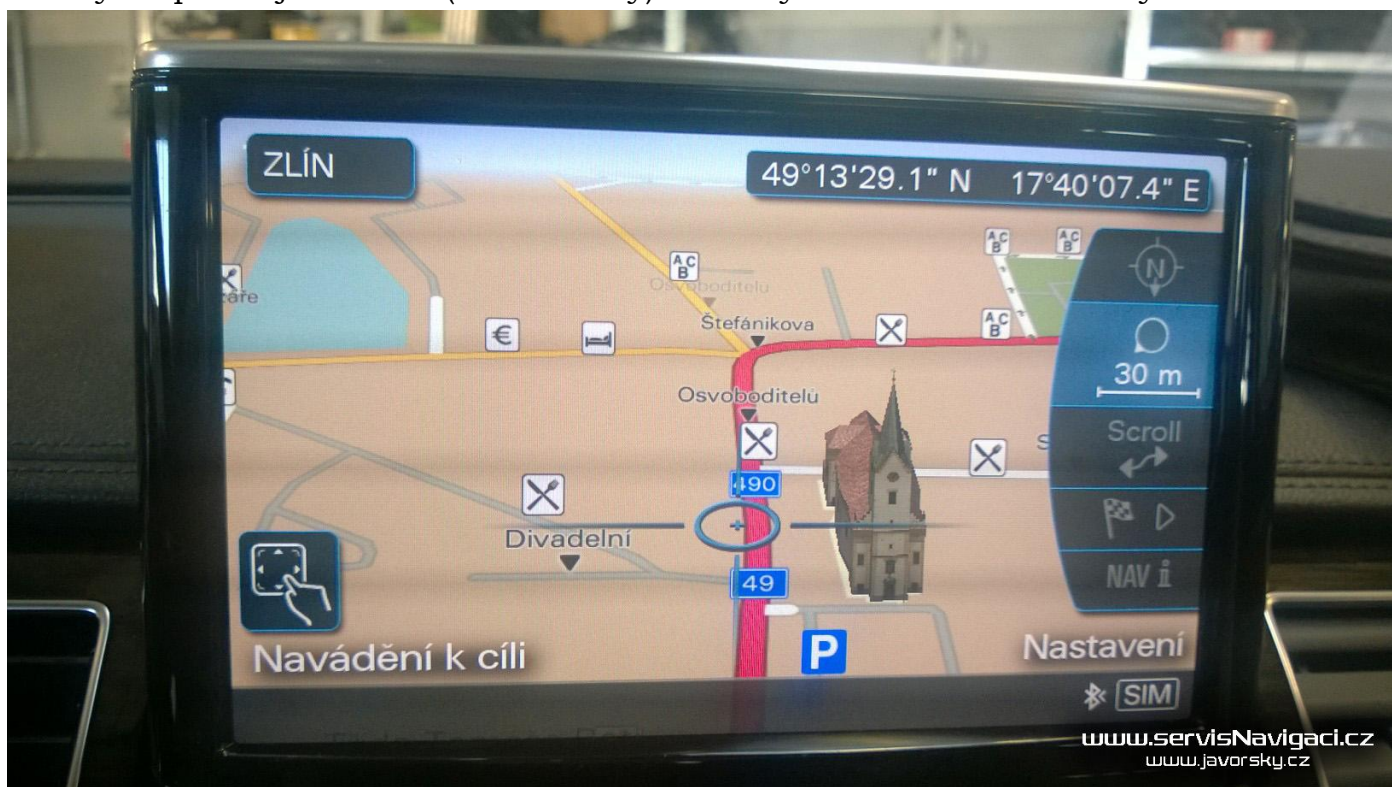 ZLÍN
49°13'29.1" N 17°40'07.4" E
A C B
A C B
A C B
N
Osvoboditelů
áře
Štefánikova
A C B
€
30 m
Osvoboditelů
Scroll
S
490
Divadelní
49
NAV i
Navádění k cíli
P
Nastavení
SIM
www.servisNavigaci.cz
www.javorsky.cz